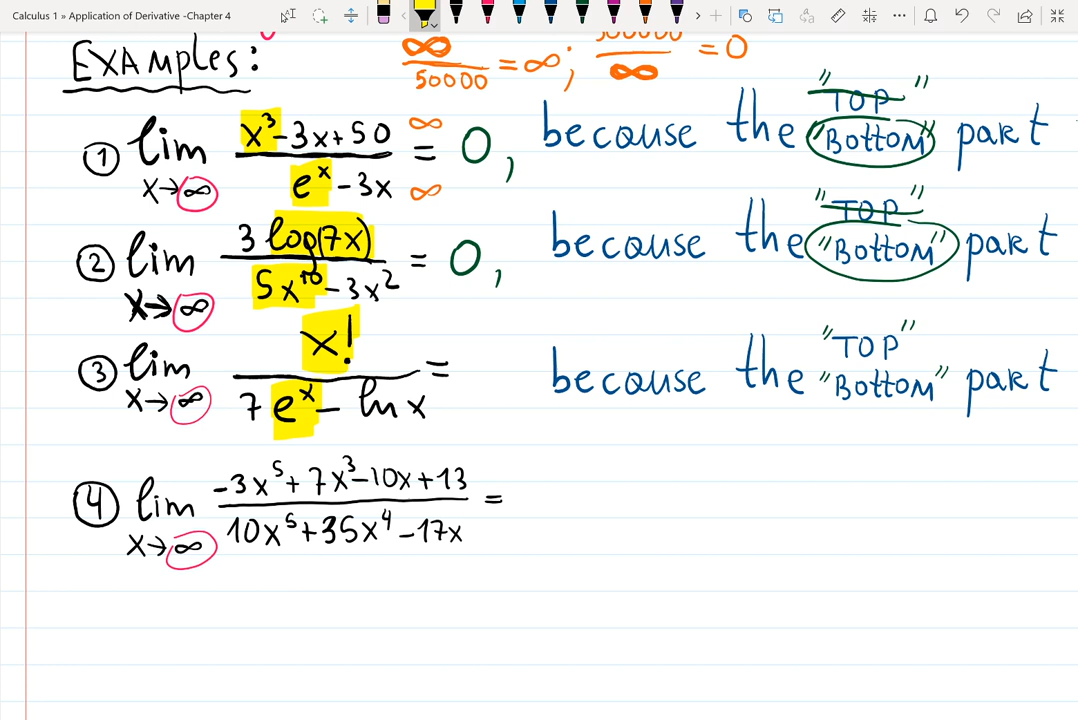 Calculus 1 » Application of Derivative -Chapter 4
EXAMPLES:
∞/50000 = ∞; 500000/∞ = 0
① lim x→∞ (x³-3x+50)/(eˣ-3x) ∞/∞ = 0, because the "TOP" "Bottom" part
② lim x→∞ (3 log(7x))/(5x¹⁰-3x²) = 0, because the "TOP" "Bottom" part
③ lim x→∞ x!/(7eˣ- ln x) = because the "TOP" "Bottom" part
④ lim x→∞ (-3x⁵+7x³-10x+13)/(10x⁵+35x⁴-17x) =